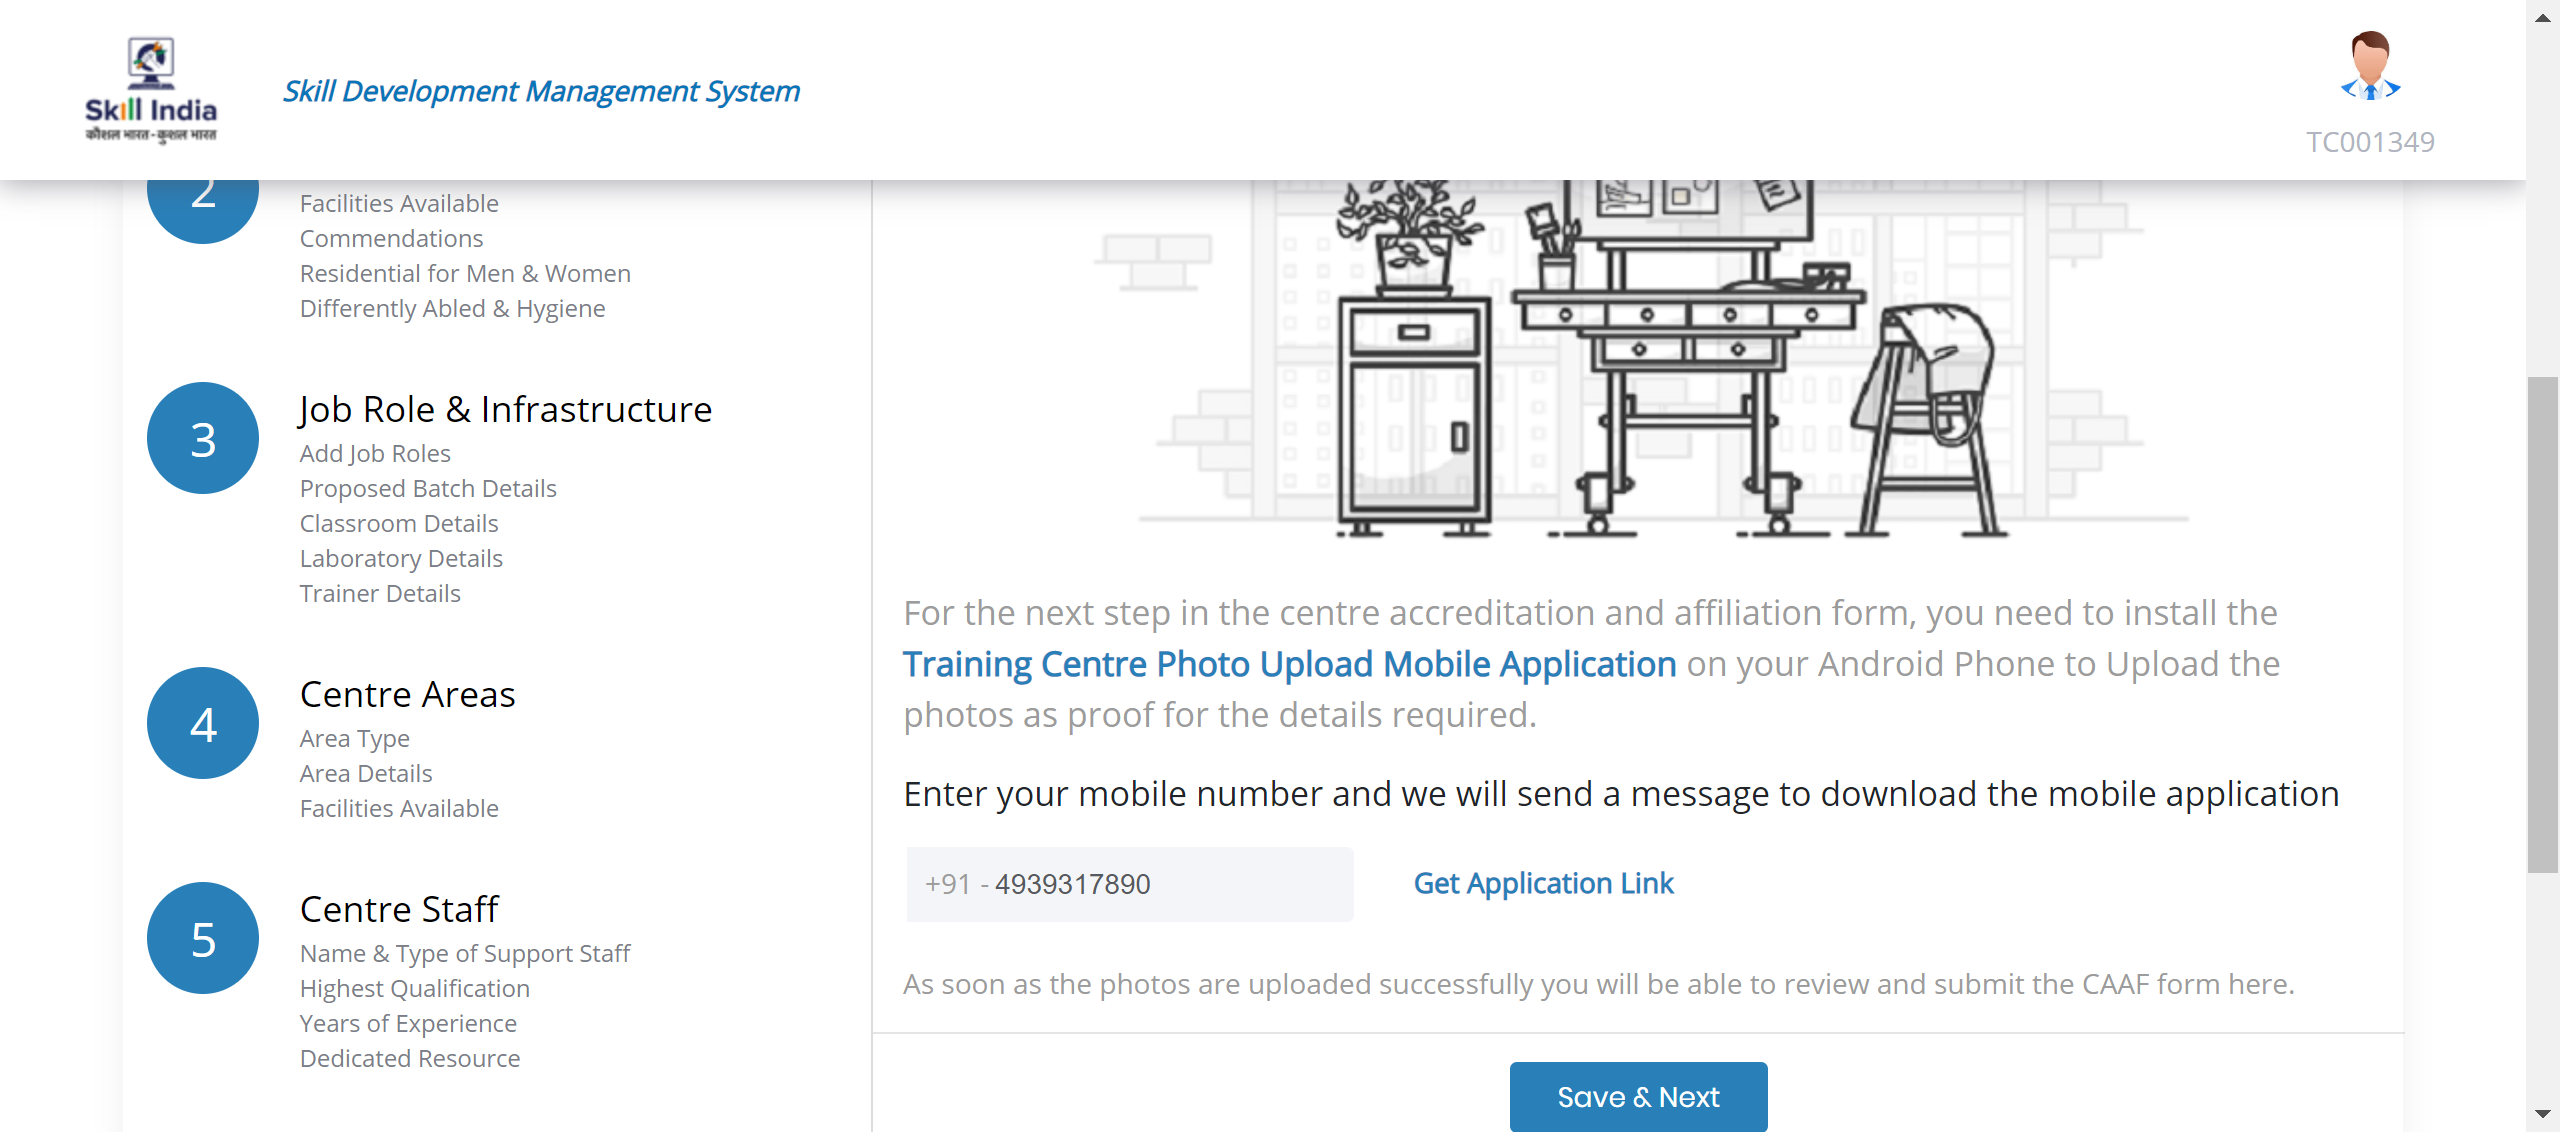 Skill India
कौशल भारत - कुशल भारत
Skill Development Management System
TC001349
2
Facilities Available
Commendations
Residential for Men & Women
Differently Abled & Hygiene
3
Job Role & Infrastructure
Add Job Roles
Proposed Batch Details
Classroom Details
Laboratory Details
Trainer Details
4
Centre Areas
Area Type
Area Details
Facilities Available
5
Centre Staff
Name & Type of Support Staff
Highest Qualification
Years of Experience
Dedicated Resource
For the next step in the centre accreditation and affiliation form, you need to install the
Training Centre Photo Upload Mobile Application on your Android Phone to Upload the
photos as proof for the details required.
Enter your mobile number and we will send a message to download the mobile application
+91 - 4939317890
Get Application Link
As soon as the photos are uploaded successfully you will be able to review and submit the CAAF form here.
Save & Next